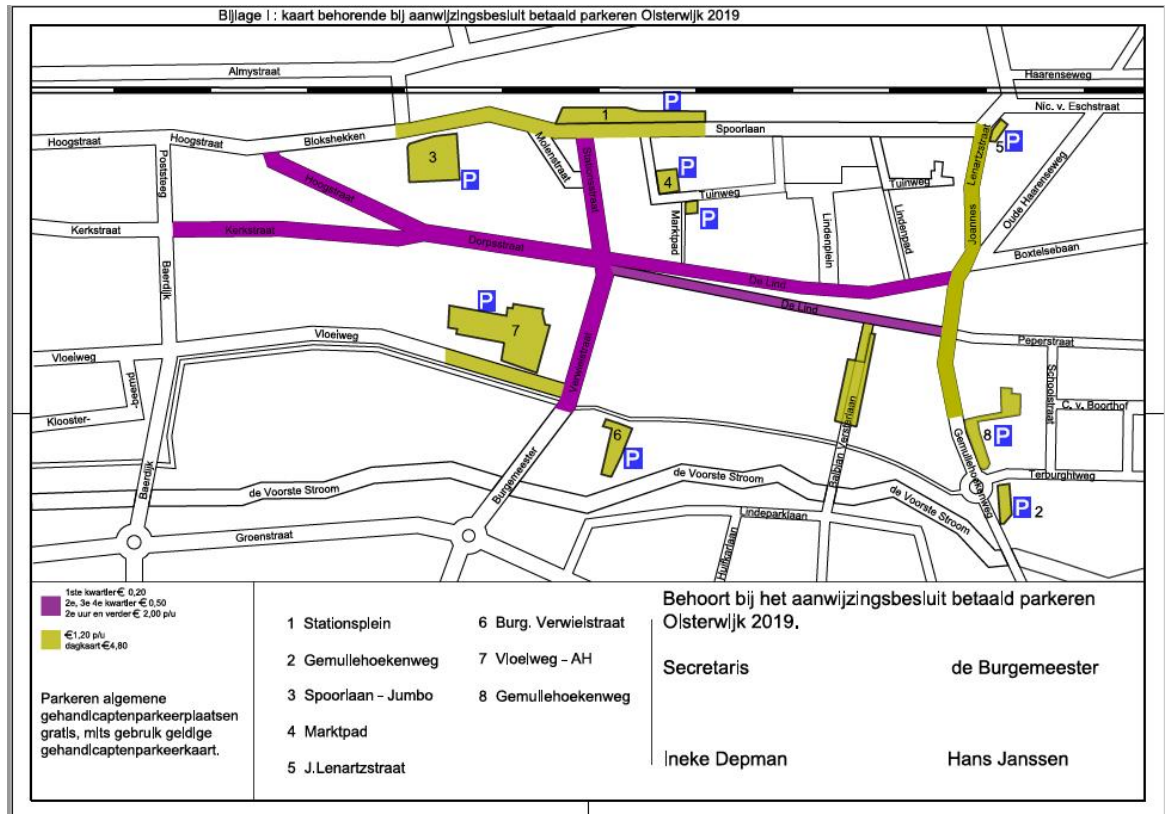 Bijlage I : kaart behorende bij aanwijzingsbesluit betaald parkeren Oisterwijk 2019
Almystraat
Haarenseweg
Nic. v. Eschstraat
Hoogstraat
Hoogstraat
Blokshekken
1
P
Spoorlaan
5
P
Lenartzstraat
Joannes
Oude Haarenseweg
Poststeeg
3
P
Molenstraat
Stationsstraat
4
P
Tuinweg
Tuinweg
P
Marktpad
Lindenplein
Lindenpad
Hoogstraat
Kerkstraat
Kerkstraat
Dorpsstraat
Boxtelsebaan
Baerdijk
De Lind
De Lind
P
7
Vloeiweg
Vloeiweg
Verwielstraat
Peperstraat
Schoolstraat
C. v. Boorthof
Klooster-
beemd
6
P
Balbian Versterlaan
8
P
Gemullehoekenweg
Terburghtweg
Baerdijk
de Voorste Stroom
Burgemeester
de Voorste Stroom
de Voorste Stroom
P 2
Groenstraat
Lindeparklaan
Huifkarlaan
1ste kwartier € 0,20
2e, 3e 4e kwartier € 0,50
2e uur en verder € 2,00 p/u
€1,20 p/u
dagkaart €4,80
Parkeren algemene
gehandicaptenparkeerplaatsen
gratis, mits gebruik geldige
gehandicaptenparkeerkaart.
1 Stationsplein
2 Gemullehoekenweg
3 Spoorlaan - Jumbo
4 Marktpad
5 J.Lenartzstraat
6 Burg. Verwielstraat
7 Vloeiweg - AH
8 Gemullehoekenweg
Behoort bij het aanwijzingsbesluit betaald parkeren
Oisterwijk 2019.
Secretaris de Burgemeester
Ineke Depman Hans Janssen